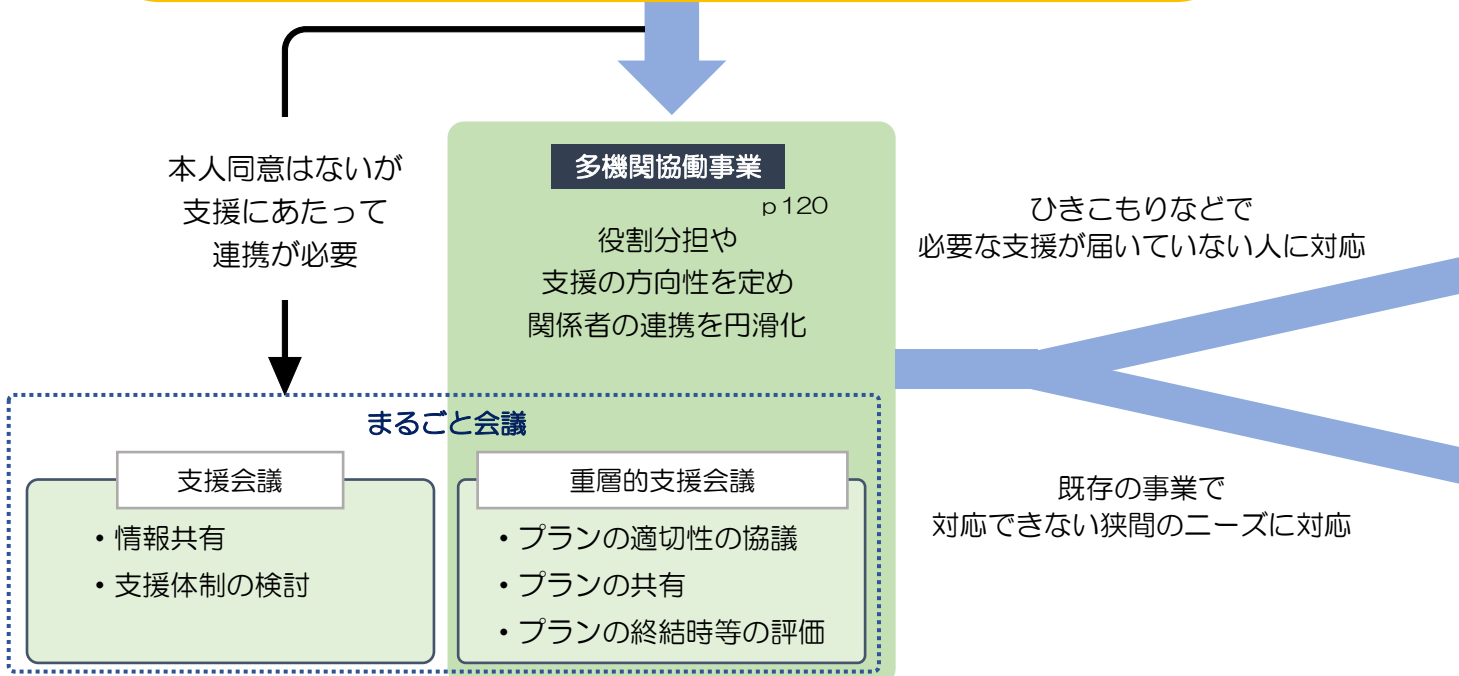 本人同意はないが
支援にあたって
連携が必要
多機関協働事業
p120
役割分担や
支援の方向性を定め
関係者の連携を円滑化
ひきこもりなどで
必要な支援が届いていない人に対応
まるごと会議
支援会議
・情報共有
・支援体制の検討
重層的支援会議
・プランの適切性の協議
・プランの共有
・プランの終結時等の評価
既存の事業で
対応できない狭間のニーズに対応